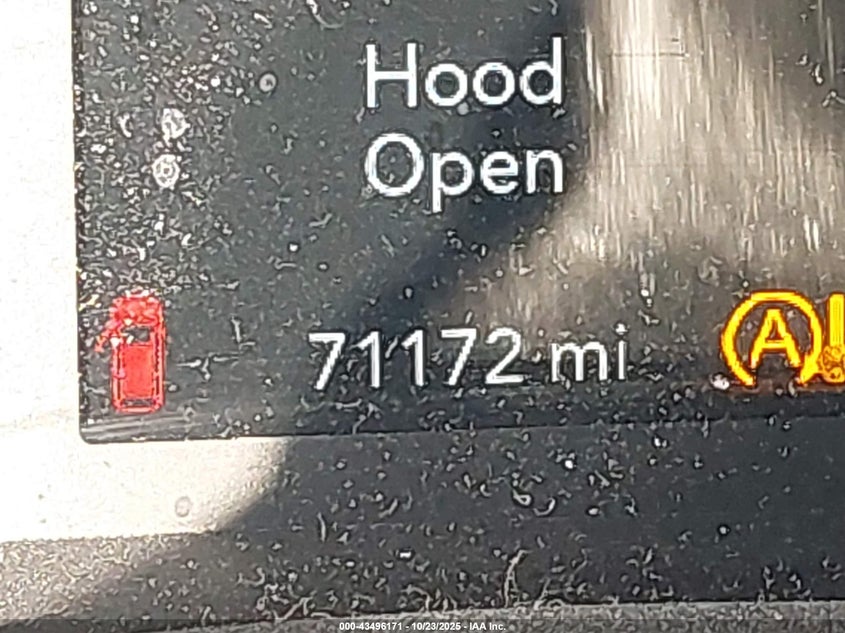 Hood
Open
71172 mi
A
000-43496171 - 10/23/2025 - IAA Inc.